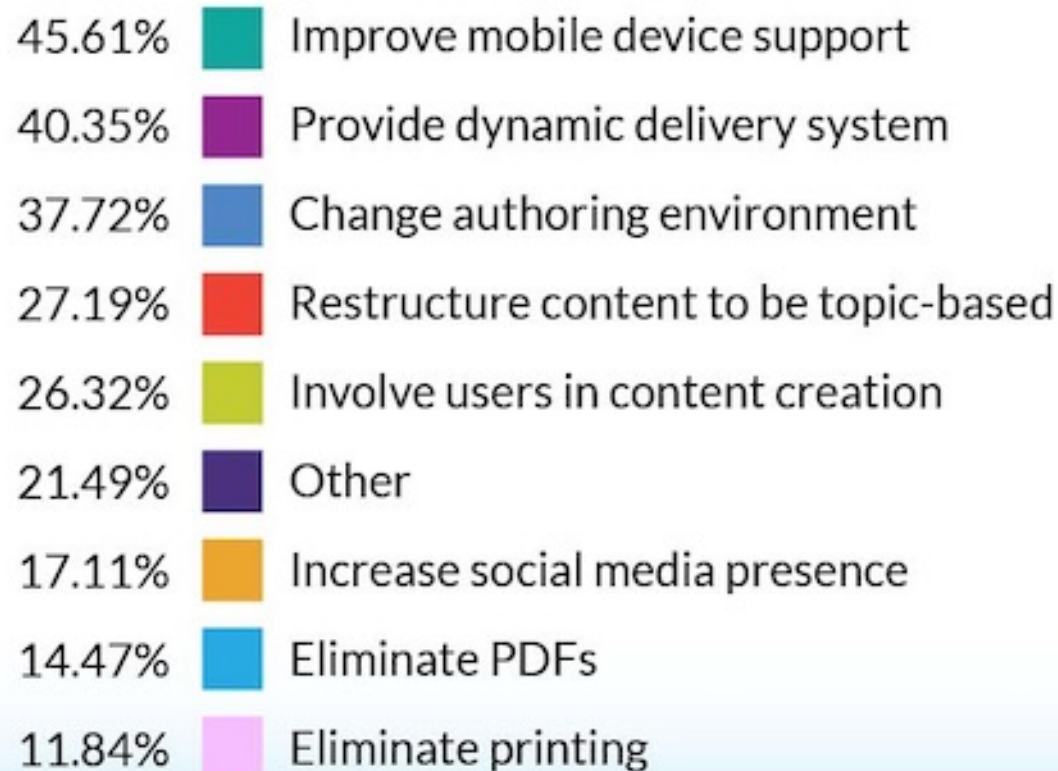 45.61% Improve mobile device support
40.35% Provide dynamic delivery system
37.72% Change authoring environment
27.19% Restructure content to be topic-based
26.32% Involve users in content creation
21.49% Other
17.11% Increase social media presence
14.47% Eliminate PDFs
11.84% Eliminate printing